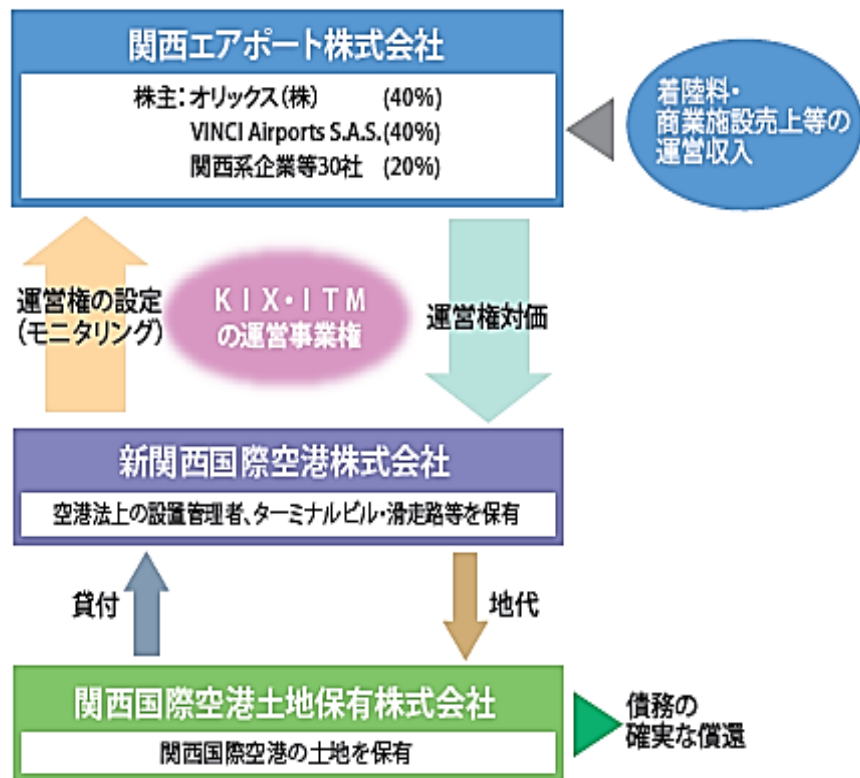 関西エアポート株式会社
株主:オリックス(株) (40%)
VINCI Airports S.A.S.(40%)
関西系企業等30社 (20%)
着陸料・
商業施設売上等の
運営収入
運営権の設定
(モニタリング)
KIX・ITM
の運営事業権
運営権対価
新関西国際空港株式会社
空港法上の設置管理者、ターミナルビル・滑走路等を保有
貸付
地代
関西国際空港土地保有株式会社
関西国際空港の土地を保有
債務の
確実な償還